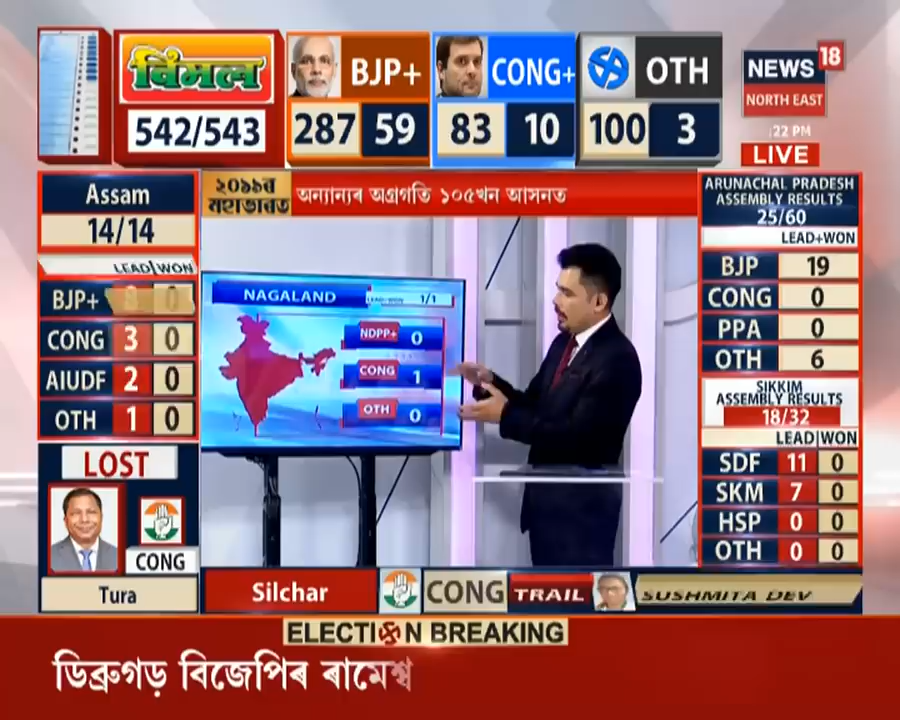 विमल
542/543
BJP+
287 59
CONG+
83 10
OTH
100 3
NEWS 18
NORTH EAST
:22 PM
LIVE
Assam
14/14
LEAD WON
BJP+ 0
CONG 3 0
AIUDF 2 0
OTH 1 0
LOST
CONG
Tura
২০১৯ৰ
মহাভাৰত
অন্যান্যৰ অগ্ৰগতি ১০৫খন আসনত
NAGALAND
LEAD+WON 1/1
NDPP+ 0
CONG 1
OTH 0
ARUNACHAL PRADESH
ASSEMBLY RESULTS
25/60
LEAD+WON
BJP 19
CONG 0
PPA 0
OTH 6
SIKKIM
ASSEMBLY RESULTS
18/32
LEAD WON
SDF 11 0
SKM 7 0
HSP 0 0
OTH 0 0
Silchar CONG TRAIL SUSHMITA DEV
ELECTION BREAKING
ডিব্ৰুগড় বিজেপিৰ ৰামেশ্ব